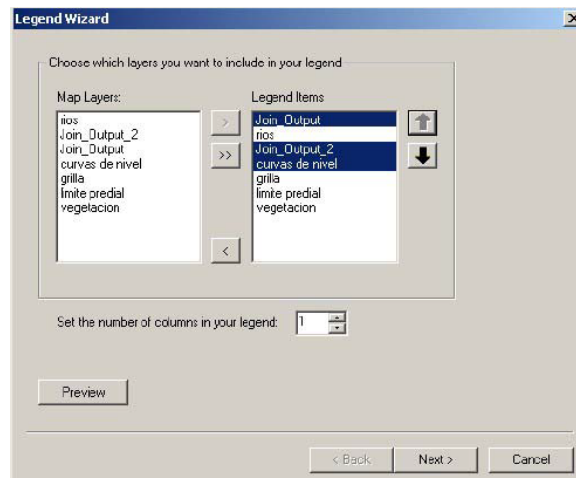 Legend Wizard
Choose which layers you want to include in your legend
Map Layers:
rios
Join_Output_2
Join_Output
curvas de nivel
grilla
limite predial
vegetacion
>
>>
<
Legend Items
Join_Output
rios
Join_Output_2
curvas de nivel
grilla
limite predial
vegetacion
Set the number of columns in your legend: 1
Preview
< Back
Next >
Cancel